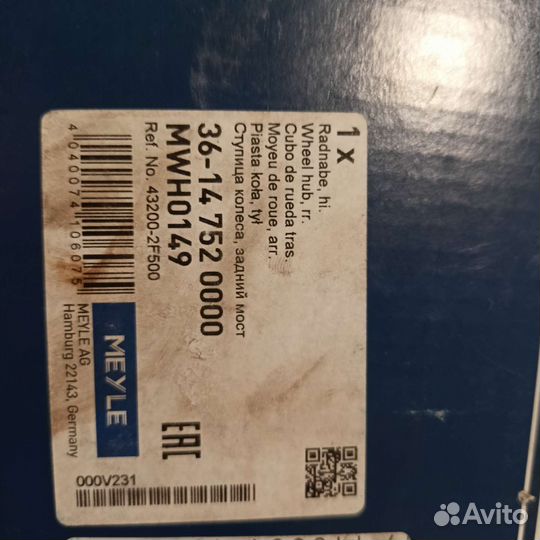 1 x
Radnabe, hi.
Wheel hub, rr.
Cubo de rueda tras.
Moyeu de roue, arr.
Piasta koła, tył
Ступица колеса, задний мост
36-14 752 0000
MWH0149
Ref. No. 43200-2F500
4 040074 106075
MEYLE
MEYLE AG
Hamburg 22143, Germany
EAC
000V231
Avito